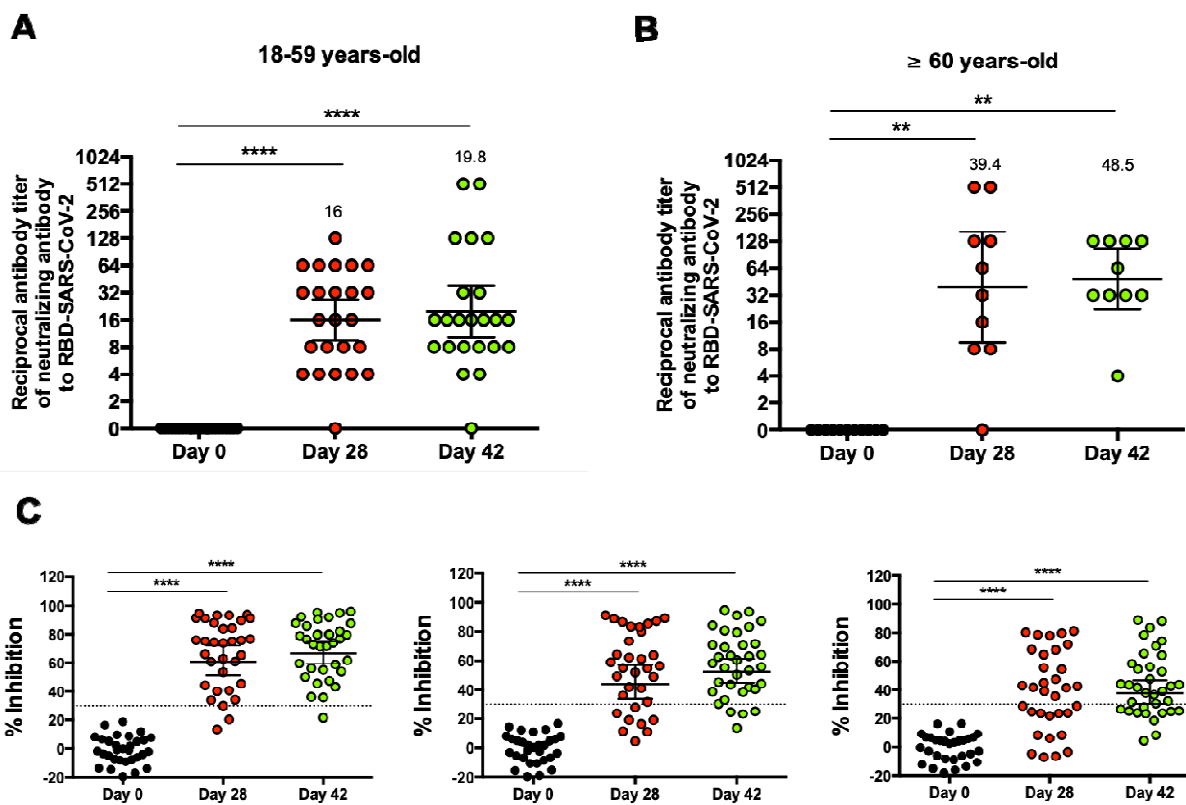 A
18-59 years-old
****
****
1024
512
256
128
64
32
16
8
4
2
0
Reciprocal antibody titer
of neutralizing antibody
to RBD-SARS-CoV-2
16
19.8
Day 0
Day 28
Day 42
B
≥ 60 years-old
**
**
1024
512
256
128
64
32
16
8
4
2
0
Reciprocal antibody titer
of neutralizing antibody
to RBD-SARS-CoV-2
39.4
48.5
Day 0
Day 28
Day 42
C
% Inhibition
120
100
80
60
40
20
0
-20
****
****
Day 0
Day 28
Day 42
% Inhibition
120
100
80
60
40
20
0
-20
****
****
Day 0
Day 28
Day 42
% Inhibition
120
100
80
60
40
20
0
-20
****
****
Day 0
Day 28
Day 42